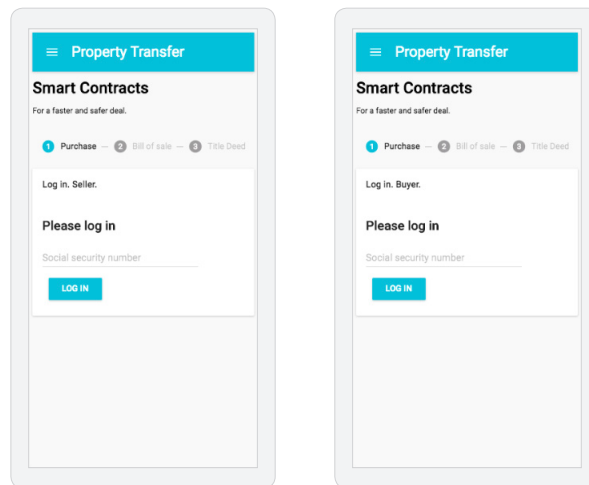 Property Transfer
Smart Contracts
For a faster and safer deal.
1 Purchase — 2 Bill of sale — 3 Title Deed
Log in. Seller.
Please log in
Social security number
LOG IN
Property Transfer
Smart Contracts
For a faster and safer deal.
1 Purchase — 2 Bill of sale — 3 Title Deed
Log in. Buyer.
Please log in
Social security number
LOG IN